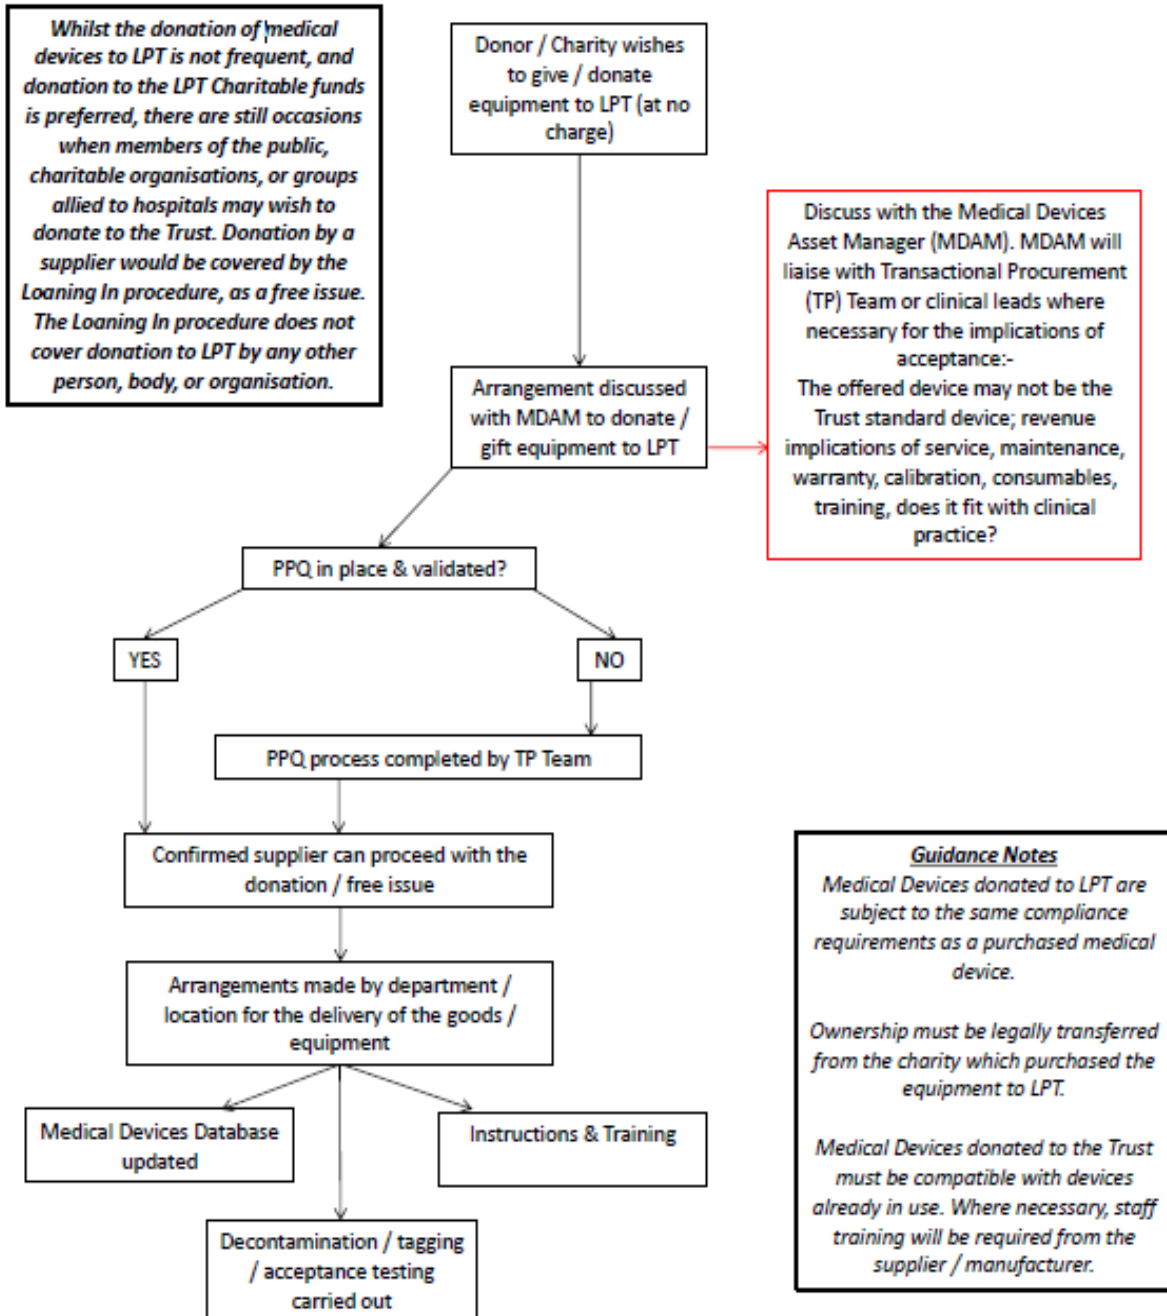 Whilst the donation of medical
devices to LPT is not frequent, and
donation to the LPT Charitable funds
is preferred, there are still occasions
when members of the public,
charitable organisations, or groups
allied to hospitals may wish to
donate to the Trust. Donation by a
supplier would be covered by the
Loaning In procedure, as a free issue.
The Loaning In procedure does not
cover donation to LPT by any other
person, body, or organisation.
Donor / Charity wishes
to give / donate
equipment to LPT (at no
charge)
Discuss with the Medical Devices
Asset Manager (MDAM). MDAM will
liaise with Transactional Procurement
(TP) Team or clinical leads where
necessary for the implications of
acceptance:-
The offered device may not be the
Trust standard device; revenue
implications of service, maintenance,
warranty, calibration, consumables,
training, does it fit with clinical
practice?
Arrangement discussed
with MDAM to donate /
gift equipment to LPT
PPQ in place & validated?
YES
NO
PPQ process completed by TP Team
Confirmed supplier can proceed with the
donation / free issue
Arrangements made by department /
location for the delivery of the goods /
equipment
Medical Devices Database
updated
Instructions & Training
Decontamination / tagging
/ acceptance testing
carried out
Guidance Notes
Medical Devices donated to LPT are
subject to the same compliance
requirements as a purchased medical
device.
Ownership must be legally transferred
from the charity which purchased the
equipment to LPT.
Medical Devices donated to the Trust
must be compatible with devices
already in use. Where necessary, staff
training will be required from the
supplier / manufacturer.